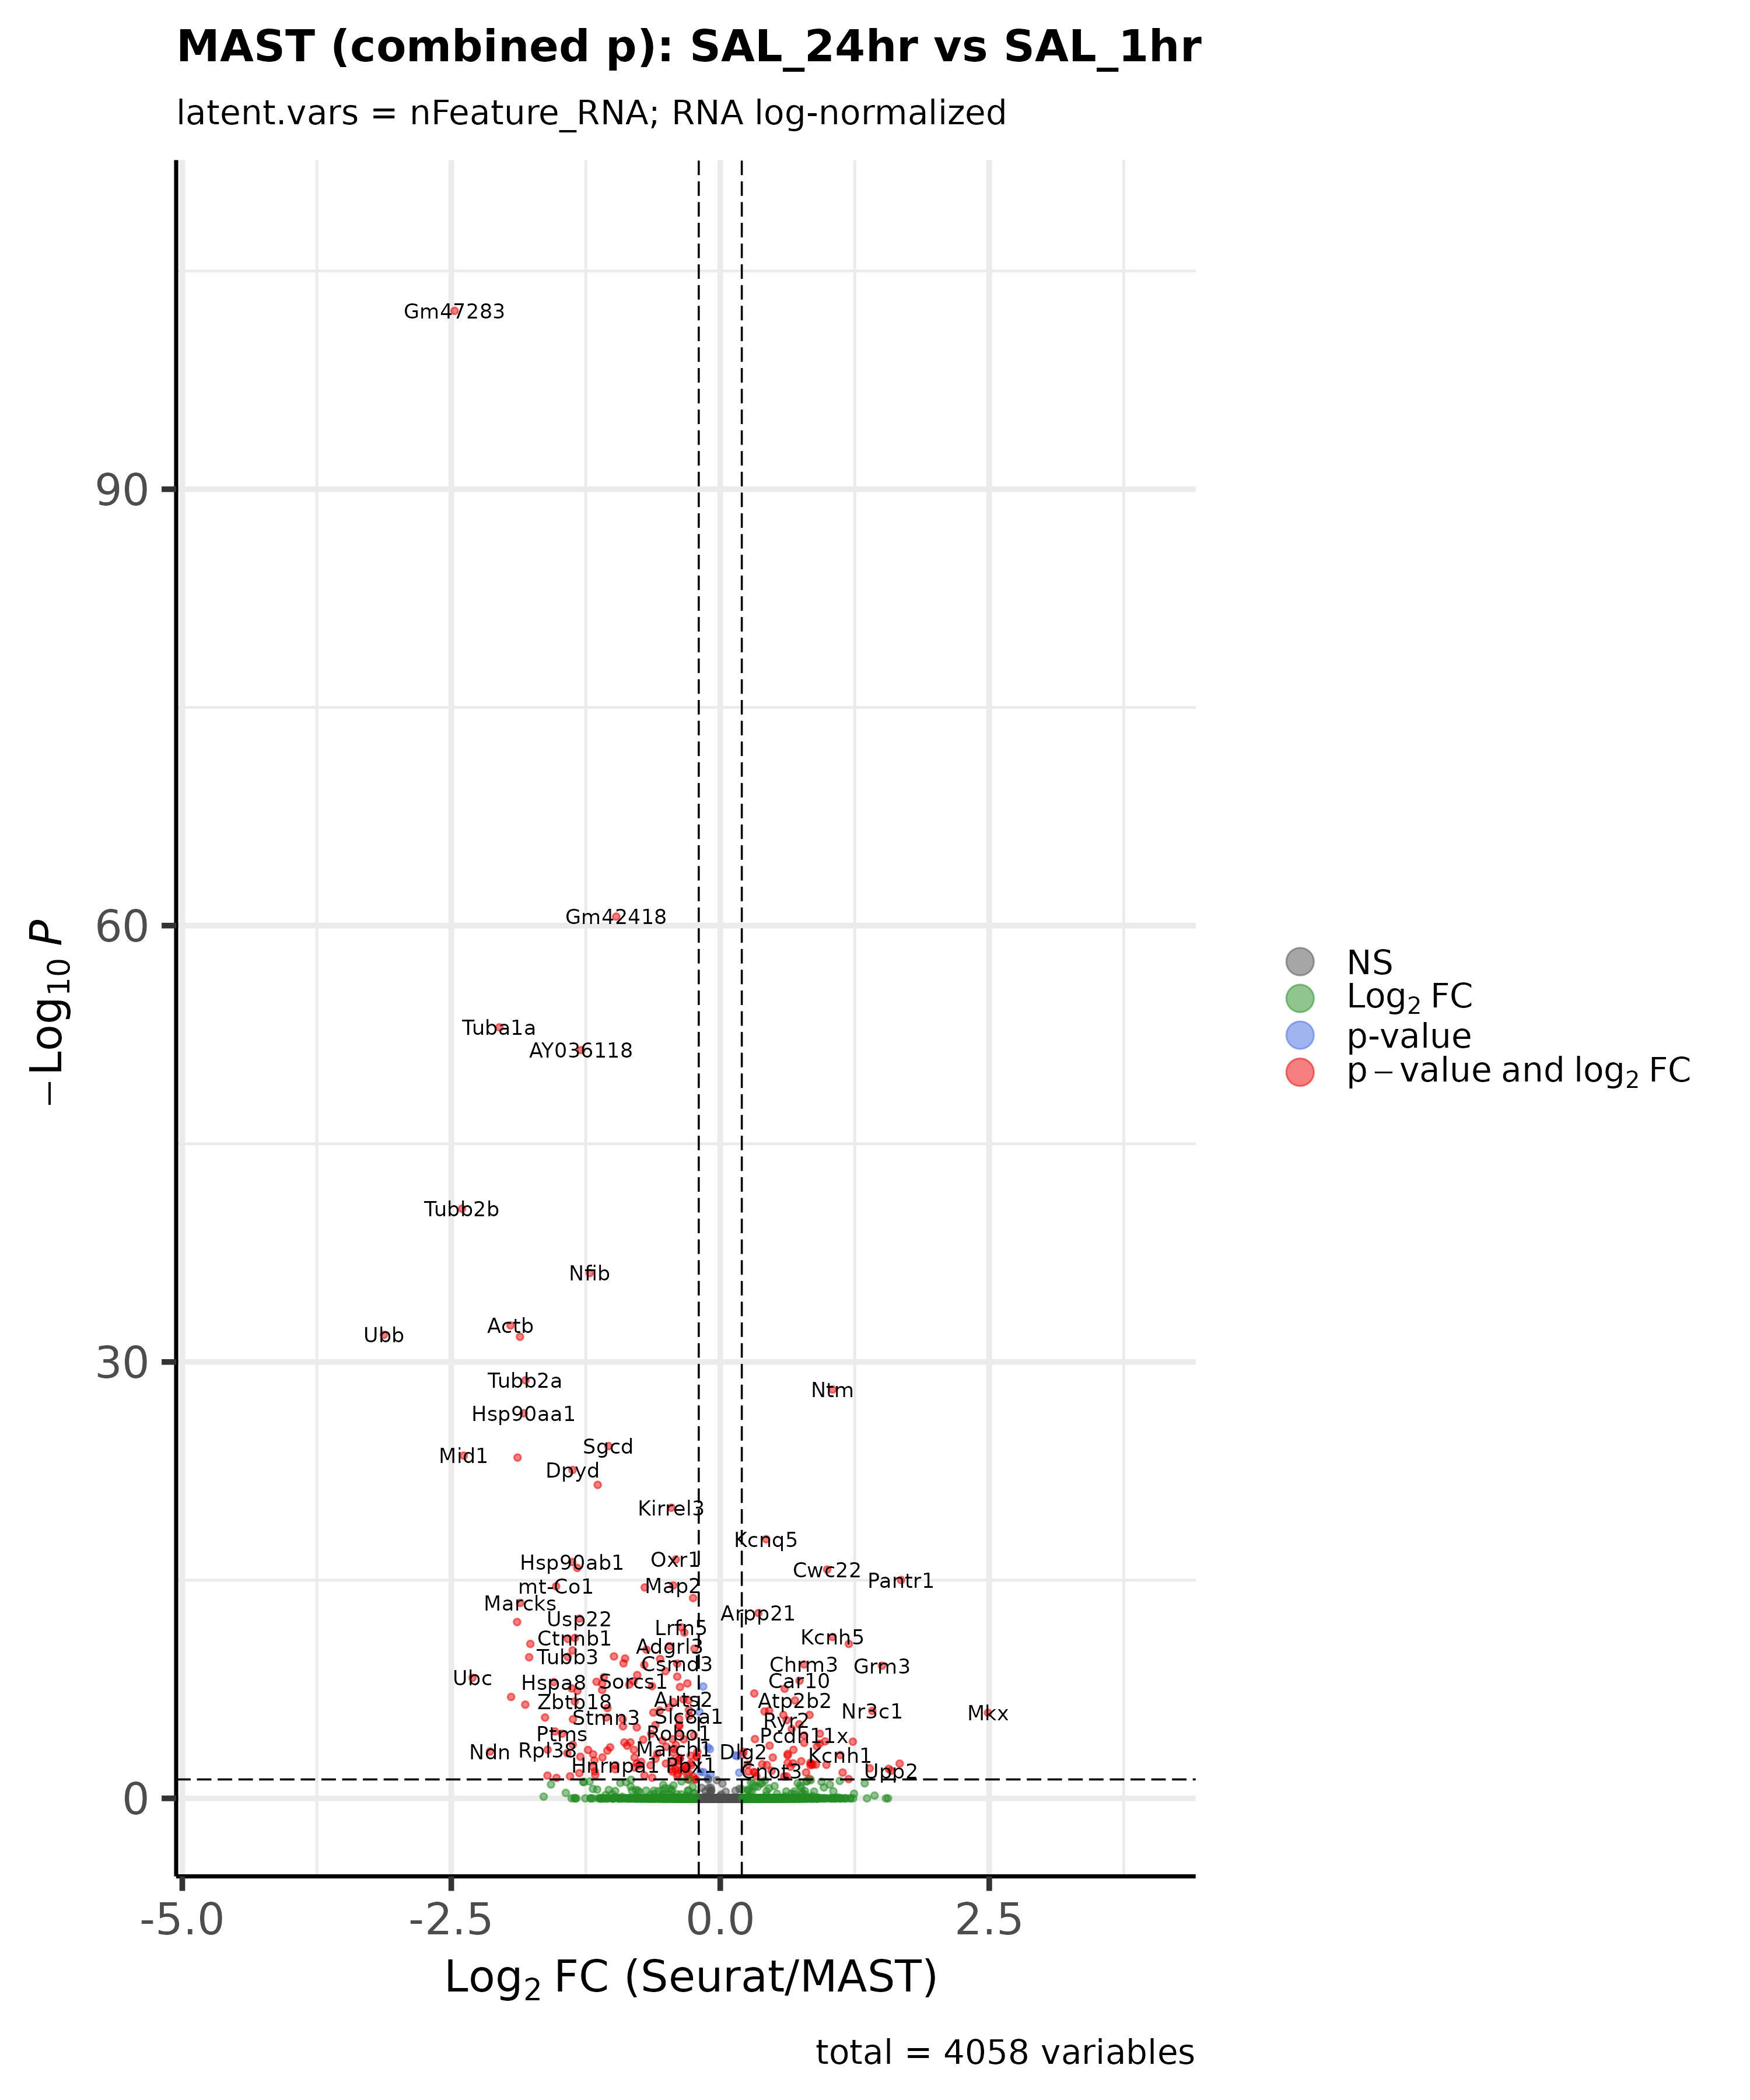 MAST (combined p): SAL_24hr vs SAL_1hr
latent.vars = nFeature_RNA; RNA log-normalized
Gm47283
90
Gm42418
60
Tuba1a
AY036118
−Log10 P
NS
Log2 FC
p-value
p − value and log2 FC
Tubb2b
Nfib
Actb
Ubb
30
Tubb2a
Ntm
Hsp90aa1
Sgcd
Mid1
Dpyd
Kirrel3
Kcnq5
Hsp90ab1
Oxr1
Cwc22
Pantr1
mt-Co1
Map2
Marcks
Arpp21
Usp22
Lrfn5
Ctnnb1
Kcnh5
Adgrl3
Tubb3
Csmd3
Chrm3
Grm3
Ubc
Hspa8
Sorcs1
Car10
Zbtb18
Auts2
Atp2b2
Nr3c1
Mkx
Stmn3
Slc8a1
Ryr2
Ptms
Robo1
Pcdh11x
Ndn
Rpl38
March1
Dlg2
Kcnh1
Hnrnpa1
Pbx1
Cnot3
Upp2
0
-5.0
-2.5
0.0
2.5
Log2 FC (Seurat/MAST)
total = 4058 variables